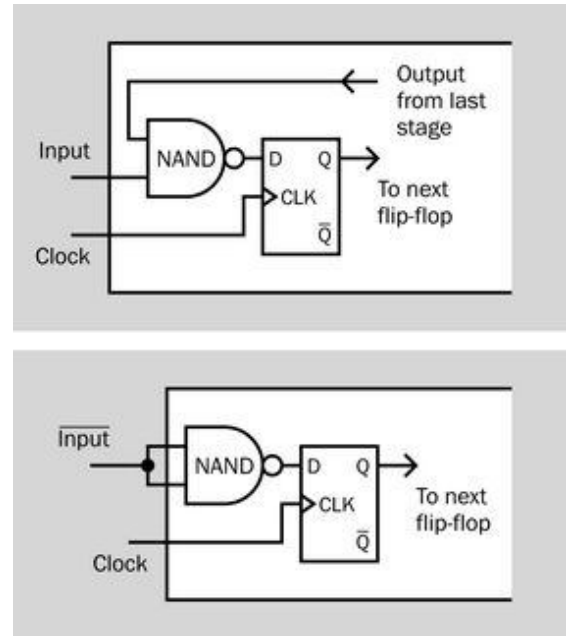 Output
from last
stage
Input
NAND
D
Q
CLK
To next
flip-flop
Q̅
Clock
I̅n̅p̅u̅t̅
NAND
D
Q
CLK
To next
flip-flop
Q̅
Clock